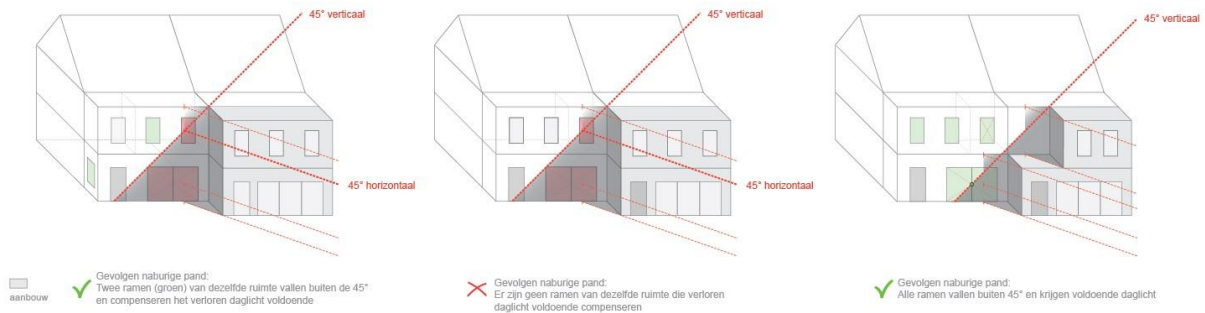 45° verticaal
45° horizontaal
45° verticaal
45° horizontaal
45° verticaal
aanbouw
Gevolgen naburige pand:
Twee ramen (groen) van dezelfde ruimte vallen buiten de 45°
en compenseren het verloren daglicht voldoende
Gevolgen naburige pand:
Er zijn geen ramen van dezelfde ruimte die verloren
daglicht voldoende compenseren
Gevolgen naburige pand:
Alle ramen vallen buiten 45° en krijgen voldoende daglicht